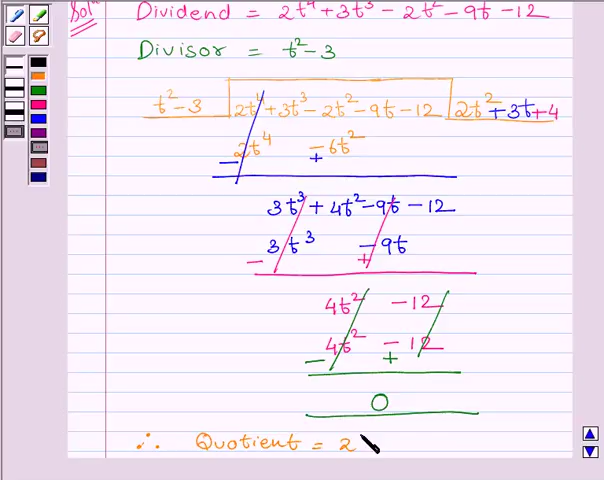 Solⁿ Dividend = 2t⁴ + 3t³ - 2t² - 9t - 12
Divisor = t² - 3
t² - 3 2t⁴ + 3t³ - 2t² - 9t - 12 2t² + 3t + 4
2t⁴ - 6t²
- +
3t³ + 4t² - 9t - 12
3t³ - 9t
- +
4t² - 12
4t² - 12
- +
0
∴ Quotient = 2